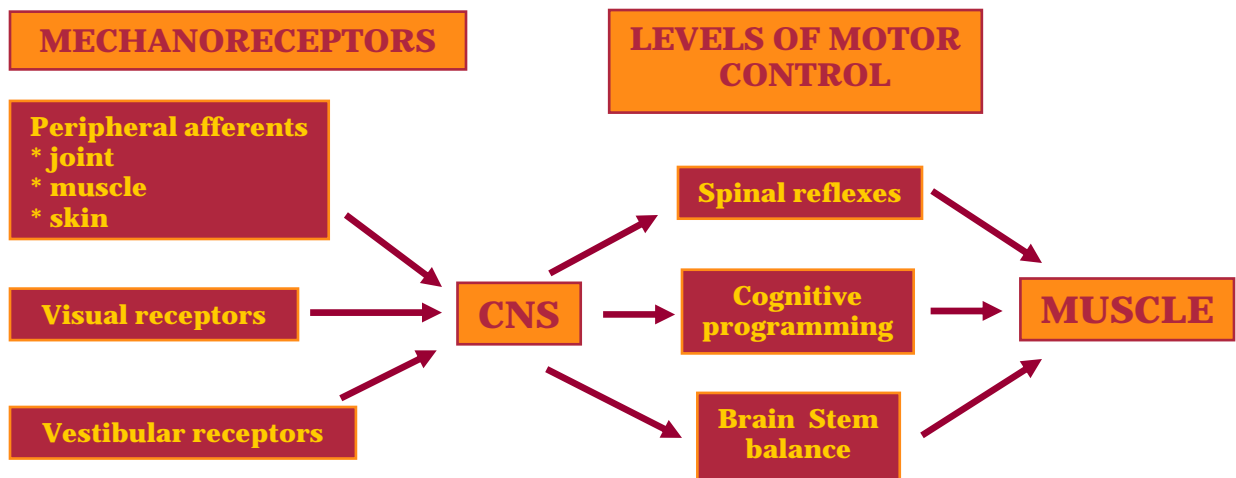 MECHANORECEPTORS
LEVELS OF MOTOR
CONTROL
Peripheral afferents
* joint
* muscle
* skin
Visual receptors
Vestibular receptors
CNS
Spinal reflexes
Cognitive
programming
Brain Stem
balance
MUSCLE